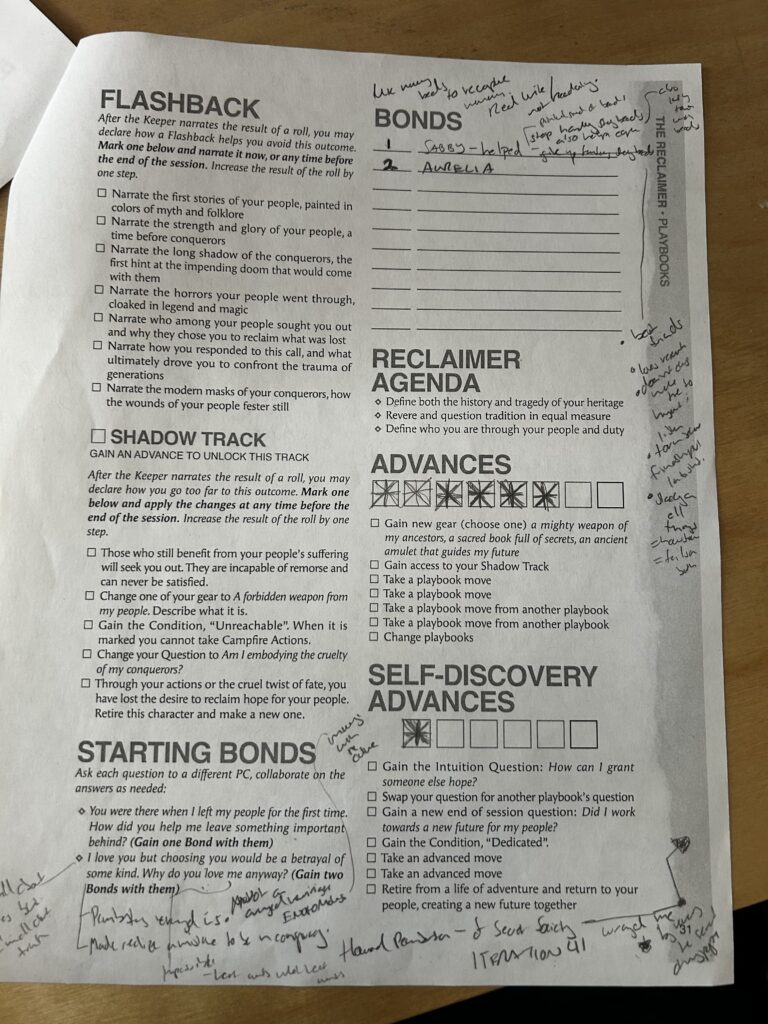 FLASHBACK
After the Keeper narrates the result of a roll, you may
declare how a Flashback helps you avoid this outcome.
Mark one below and narrate it now, or any time before
the end of the session. Increase the result of the roll by
one step.
☐ Narrate the first stories of your people, painted in
colors of myth and folklore
☐ Narrate the strength and glory of your people, a
time before conquerors
☐ Narrate the long shadow of the conquerors, the
first hint at the impending doom that would come
with them
☐ Narrate the horrors your people went through,
cloaked in legend and magic
☐ Narrate who among your people sought you out
and why they chose you to reclaim what was lost
☐ Narrate how you responded to this call, and what
ultimately drove you to confront the trauma of
generations
☐ Narrate the modern masks of your conquerors, how
the wounds of your people fester still
☐ SHADOW TRACK
GAIN AN ADVANCE TO UNLOCK THIS TRACK
After the Keeper narrates the result of a roll, you may
declare how you go too far to this outcome. Mark one
below and apply the changes at any time before the
end of the session. Increase the result of the roll by one
step.
☐ Those who still benefit from your people's suffering
will seek you out. They are incapable of remorse and
can never be satisfied.
☐ Change one of your gear to A forbidden weapon from
my people. Describe what it is.
☐ Gain the Condition, "Unreachable". When it is
marked you cannot take Campfire Actions.
☐ Change your Question to Am I embodying the cruelty
of my conquerors?
☐ Through your actions or the cruel twist of fate, you
have lost the desire to reclaim hope for your people.
Retire this character and make a new one.
STARTING BONDS
Ask each question to a different PC, collaborate on the
answers as needed:
⋄ You were there when I left my people for the first time.
How did you help me leave something important
behind? (Gain one Bond with them)
⋄ I love you but choosing you would be a betrayal of
some kind. Why do you love me anyway? (Gain two
Bonds with them)
to be in conspiracy.
of Secret Society
ITERATION 41
to
not
BONDS
stop
also
1 SABBY - helped - give up
2 AURELIA
THE RECLAIMER • PLAYBOOKS
RECLAIMER
AGENDA
⋄ Define both the history and tragedy of your heritage
⋄ Revere and question tradition in equal measure
⋄ Define who you are through your people and duty
ADVANCES
☐ Gain new gear (choose one) a mighty weapon of
my ancestors, a sacred book full of secrets, an ancient
amulet that guides my future
☐ Gain access to your Shadow Track
☐ Take a playbook move
☐ Take a playbook move
☐ Take a playbook move from another playbook
☐ Take a playbook move from another playbook
☐ Change playbooks
SELF-DISCOVERY
ADVANCES
☐ Gain the Intuition Question: How can I grant
someone else hope?
☐ Swap your question for another playbook's question
☐ Gain a new end of session question: Did I work
towards a new future for my people?
☐ Gain the Condition, "Dedicated".
☐ Take an advanced move
☐ Take an advanced move
☐ Retire from a life of adventure and return to your
people, creating a new future together
• best
friends